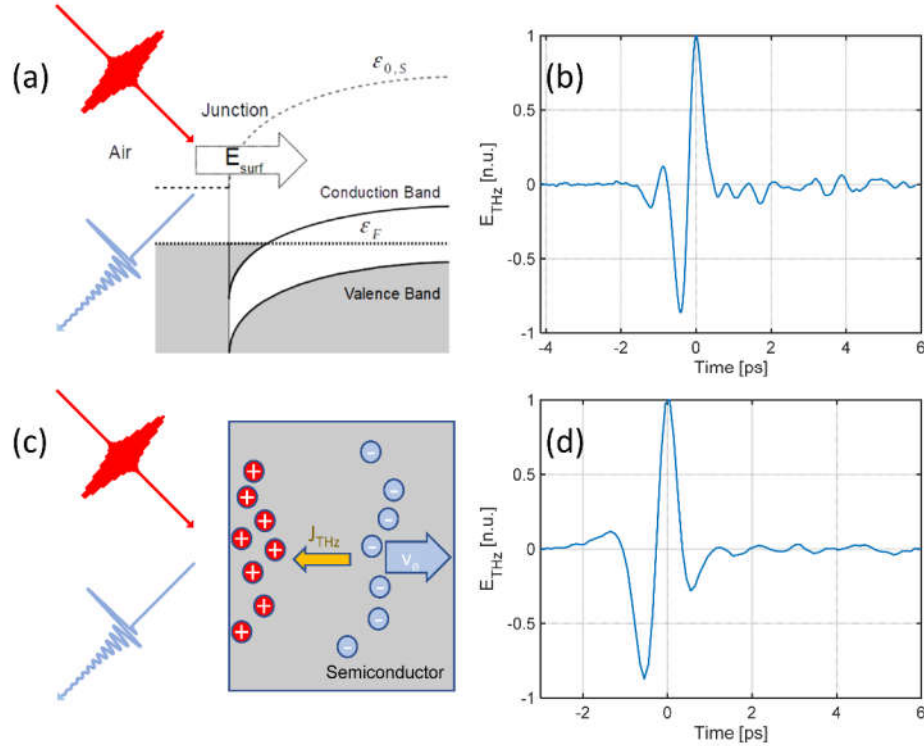 (a)
ε0,S
Junction
Air
Esurf
Conduction Band
εF
Valence Band
(b)
1
0.5
0
-0.5
-1
-4
-2
0
2
4
6
ETHz [n.u.]
Time [ps]
(c)
+
+
+
+
+
+
+
+
-
-
-
-
-
-
-
JTHz
Semiconductor
(d)
1
0.5
0
-0.5
-1
-2
0
2
4
6
ETHz [n.u.]
Time [ps]